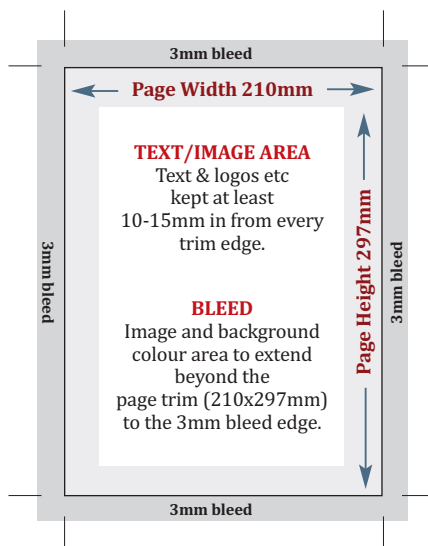 3mm bleed
Page Width 210mm
TEXT/IMAGE AREA
Text & logos etc
kept at least
10-15mm in from every
trim edge.
3mm bleed
Page Height 297mm
3mm bleed
BLEED
Image and background
colour area to extend
beyond the
page trim (210x297mm)
to the 3mm bleed edge.
3mm bleed